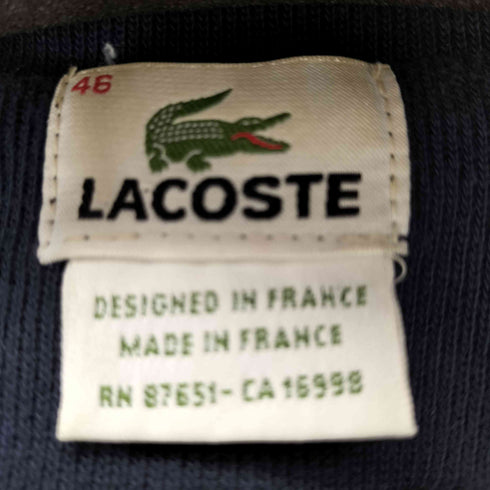 46
LACOSTE
DESIGNED IN FRANCE
MADE IN FRANCE
RN 87651-CA 16998